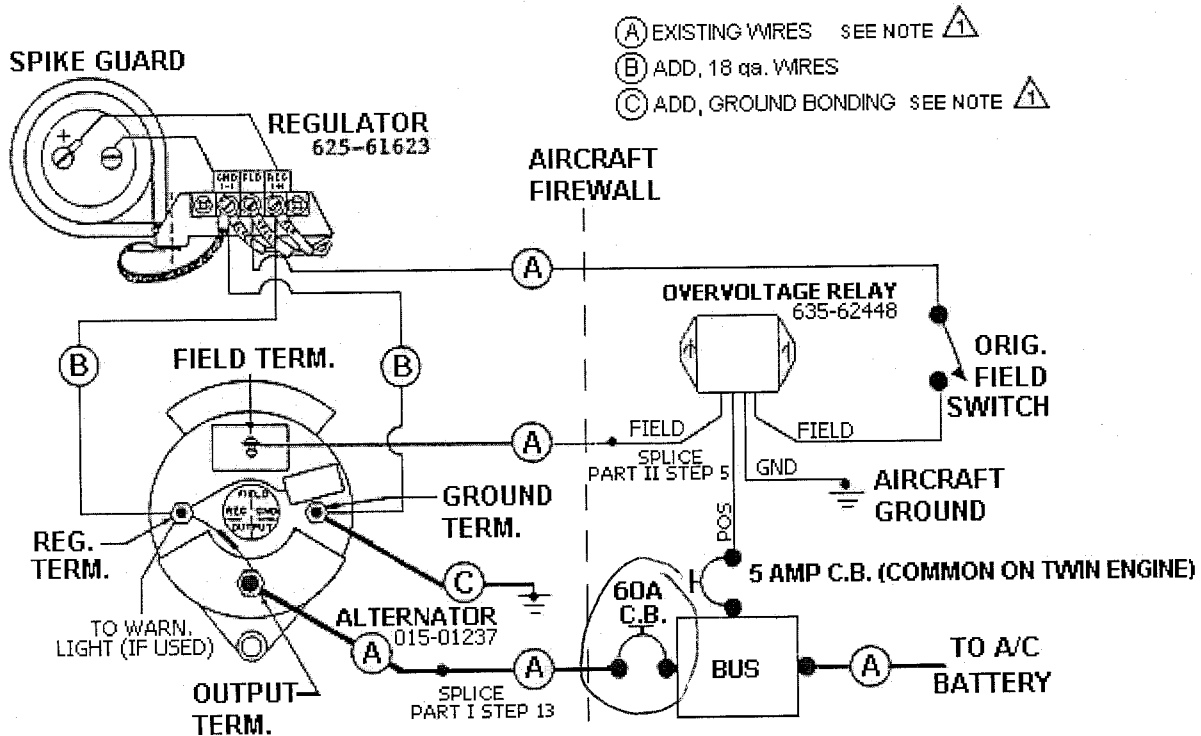 A EXISTING WIRES SEE NOTE 1
B ADD, 18 qa. WIRES
C ADD, GROUND BONDING SEE NOTE 1
SPIKE GUARD
REGULATOR
625-61623
+
GND FLD REG
AIRCRAFT
FIREWALL
A
OVERVOLTAGE RELAY
635-62448
ORIG.
FIELD
SWITCH
B
FIELD TERM.
B
A
FIELD
FIELD
SPLICE
PART II STEP 5
GND
AIRCRAFT
GROUND
POS
FIELD
REG GND
OUTPUT
GROUND
TERM.
REG.
TERM.
C
5 AMP C.B. (COMMON ON TWIN ENGINE)
60A
C.B.
TO WARN.
LIGHT (IF USED)
ALTERNATOR
015-01237
A
A
BUS
A
TO A/C
BATTERY
OUTPUT
TERM.
SPLICE
PART I STEP 13